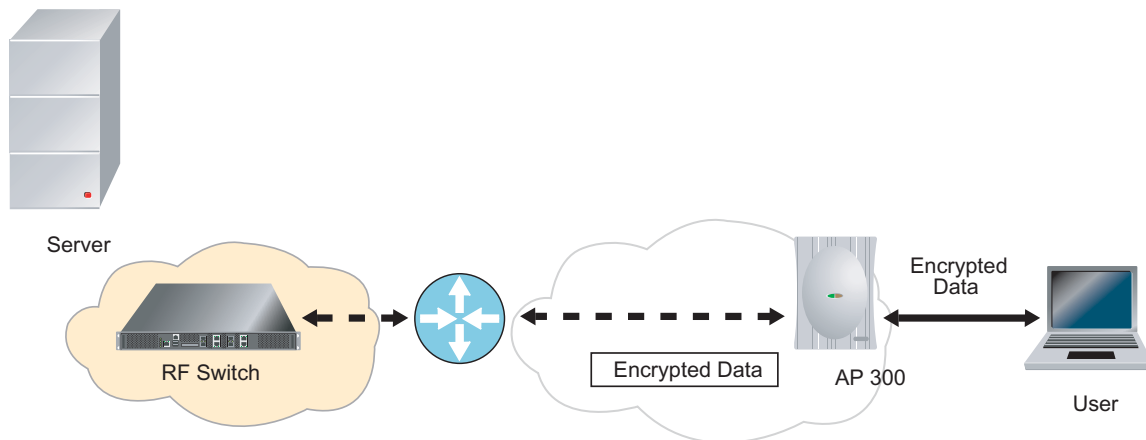 Server
RF Switch
Encrypted Data
AP 300
Encrypted
Data
User